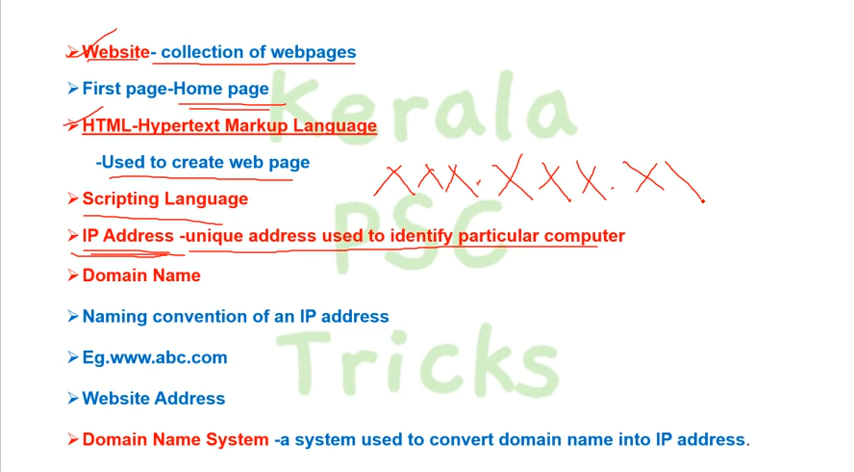 Website- collection of webpages
First page-Home page
HTML-Hypertext Markup Language
-Used to create web page
XXX.XXX.XX
Scripting Language
IP Address -unique address used to identify particular computer
Domain Name
Naming convention of an IP address
Eg.www.abc.com
Website Address
Domain Name System -a system used to convert domain name into IP address.
Kerala
PSC
Tricks